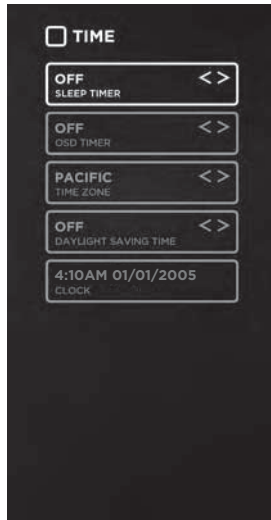 TIME
OFF < >
SLEEP TIMER
OFF < >
OSD TIMER
PACIFIC < >
TIME ZONE
OFF < >
DAYLIGHT SAVING TIME
4:10AM 01/01/2005
CLOCK